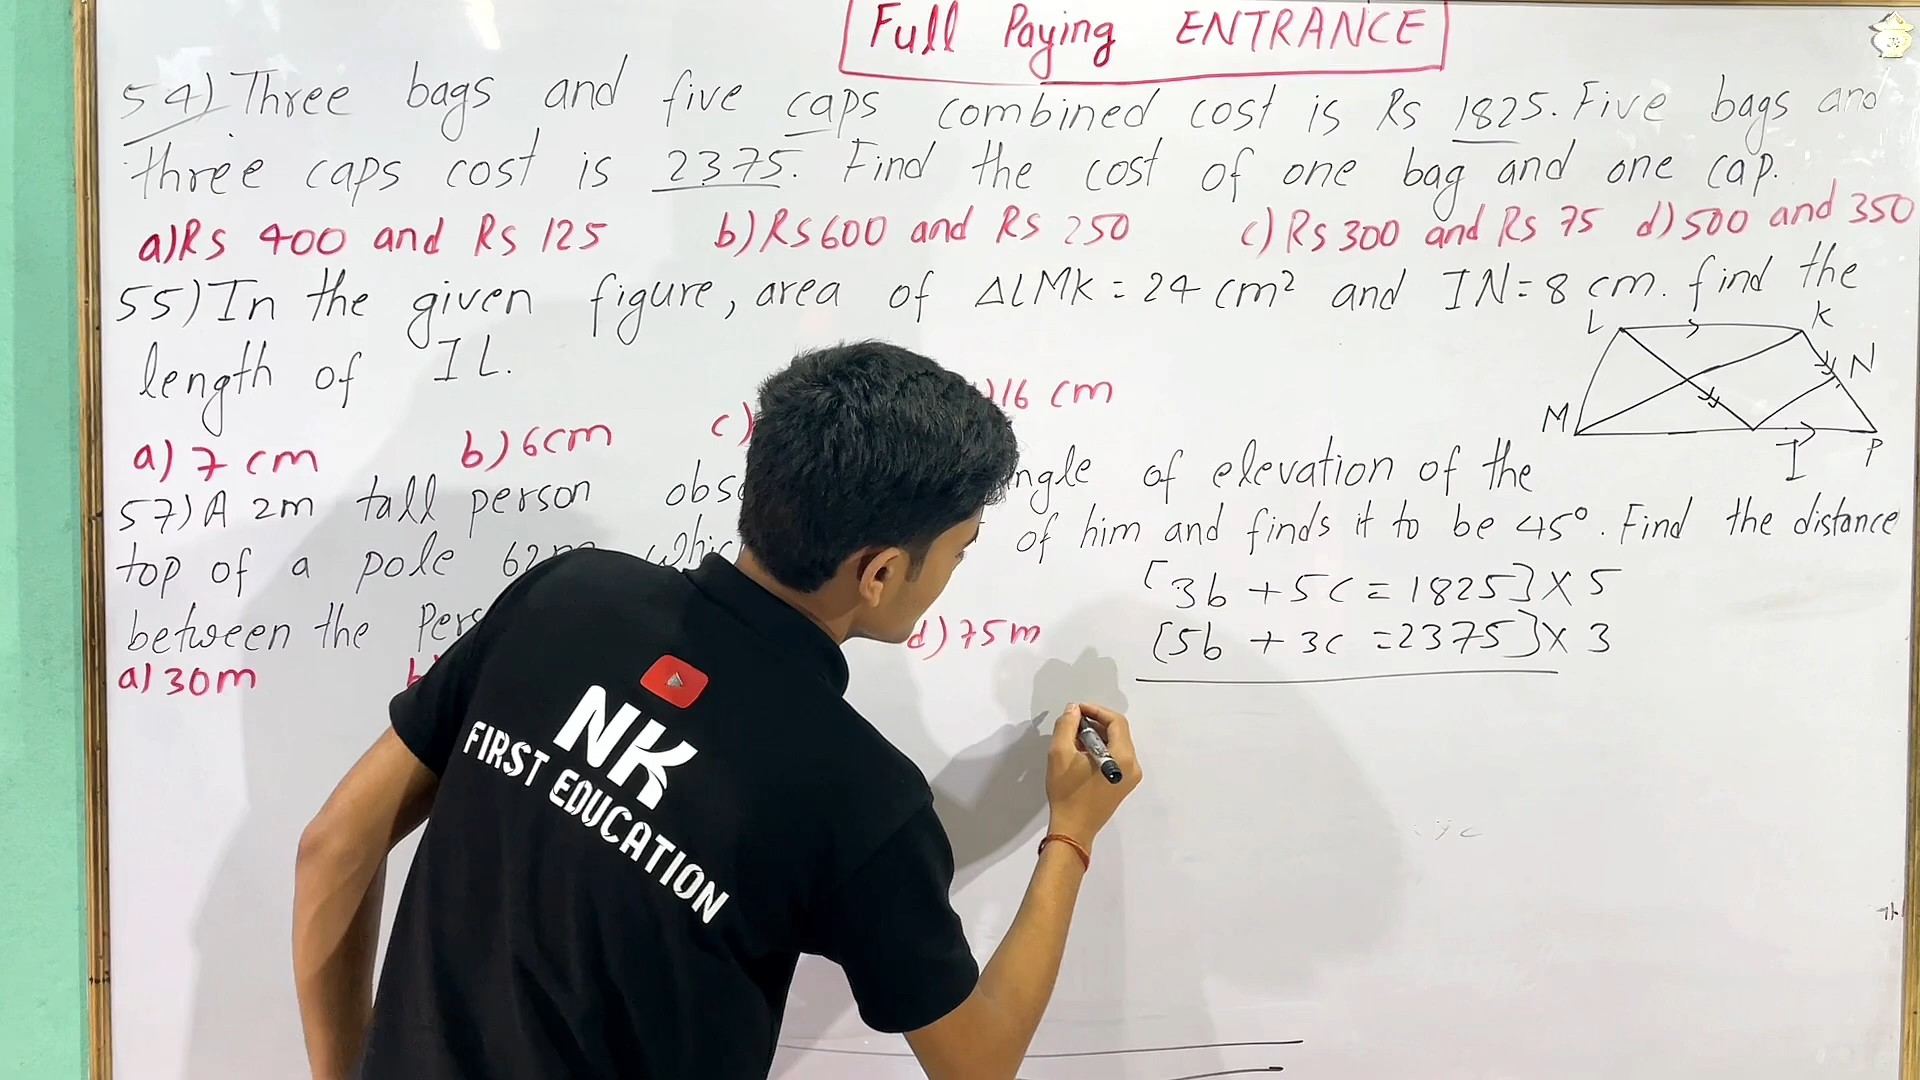 Full Paying ENTRANCE
54) Three bags and five caps combined cost is Rs 1825. Five bags and
three caps cost is 2375. Find the cost of one bag and one cap.
a) Rs 400 and Rs 125 b) Rs 600 and Rs 250 c) Rs 300 and Rs 75 d) 500 and 350
55) In the given figure, area of ΔLMK = 24 cm² and IN = 8 cm. find the
length of IL.
a) 7 cm b) 6cm c) 16 cm
L K N M I P
57) A 2m tall person of elevation of the
top of a pole 62m of him and finds it to be 45°. Find the distance
between the
a) 30m d) 75m
[3b + 5c = 1825] × 5
[5b + 3c = 2375] × 3
NK
FIRST EDUCATION